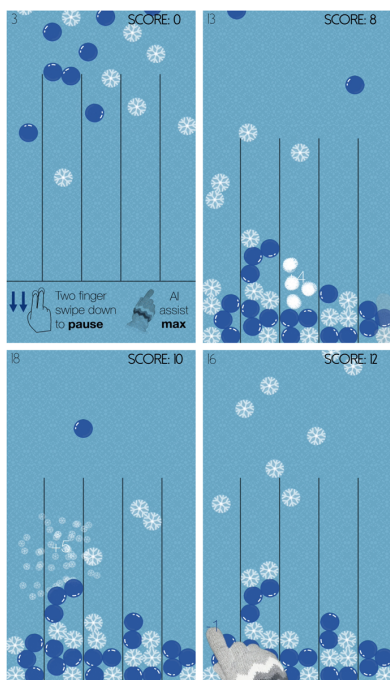 3 SCORE: 0
Two finger
swipe down
to pause
AI
assist
max
13 SCORE: 8
+4
18 SCORE: 10
+5
16 SCORE: 12
-1